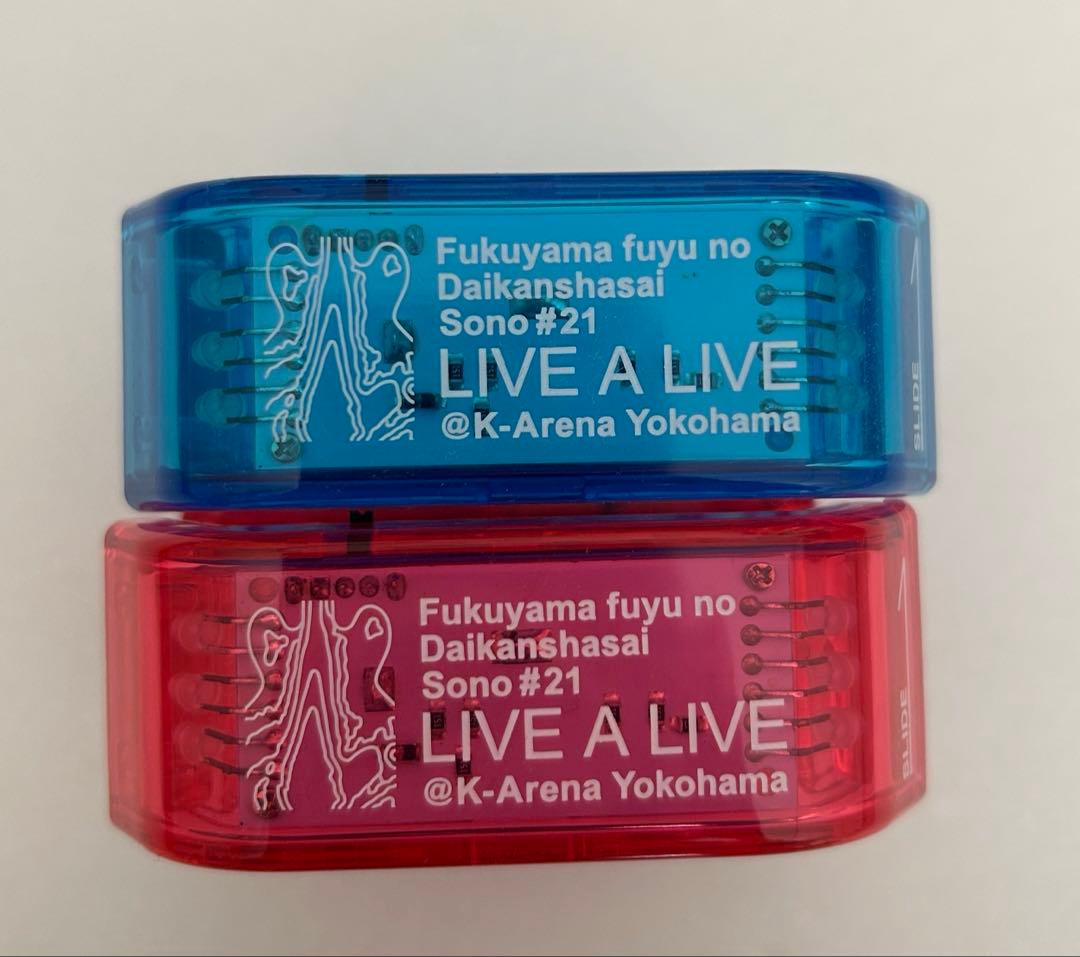 Fukuyama fuyu no
Daikanshasai
Sono #21
LIVE A LIVE
@K-Arena Yokohama
SLIDE
Fukuyama fuyu no
Daikanshasai
Sono #21
LIVE A LIVE
@K-Arena Yokohama
SLIDE